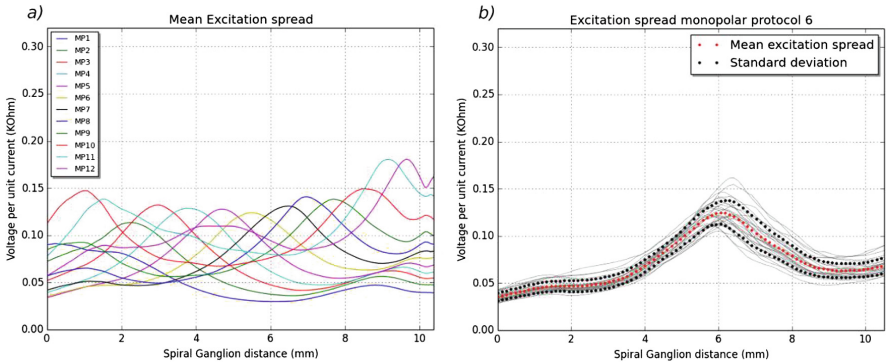 a)
Mean Excitation spread
MP1
MP2
MP3
MP4
MP5
MP6
MP7
MP8
MP9
MP10
MP11
MP12
0.30
0.25
0.20
0.15
0.10
0.05
0.00
Voltage per unit current (KOhm)
0 2 4 6 8 10
Spiral Ganglion distance (mm)
b)
Excitation spread monopolar protocol 6
Mean excitation spread
Standard deviation
0.30
0.25
0.20
0.15
0.10
0.05
0.00
Voltage per unit current (KOhm)
0 2 4 6 8 10
Spiral Ganglion distance (mm)